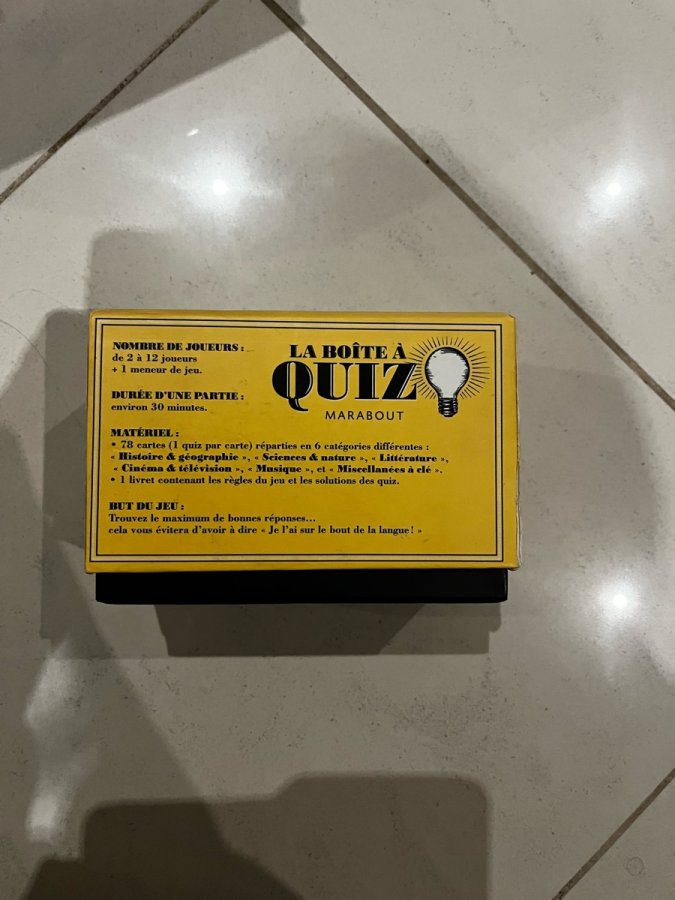 NOMBRE DE JOUEURS :
de 2 à 12 joueurs
+ 1 meneur de jeu.
LA BOÎTE À
QUIZ
MARABOUT
DURÉE D'UNE PARTIE :
environ 30 minutes.
MATÉRIEL :
• 78 cartes (1 quiz par carte) réparties en 6 catégories différentes :
« Histoire & géographie », « Sciences & nature », « Littérature »,
« Cinéma & télévision », « Musique », et « Miscellanées à clé ».
• 1 livret contenant les règles du jeu et les solutions des quiz.
BUT DU JEU :
Trouvez le maximum de bonnes réponses...
cela vous évitera d'avoir à dire « Je l'ai sur le bout de la langue ! »